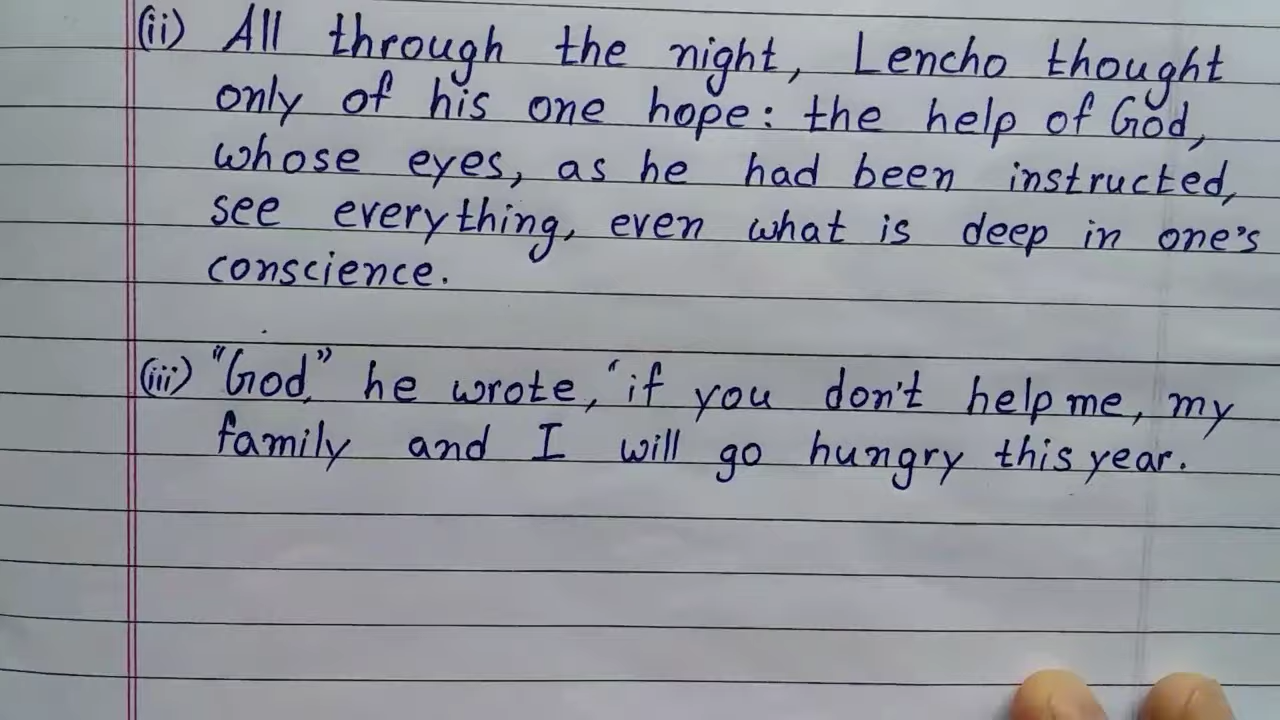 (ii) All through the night, Lencho thought
only of his one hope: the help of God,
whose eyes, as he had been instructed,
see everything, even what is deep in one's
conscience.
(iii) "God," he wrote, 'if you don't help me, my
family and I will go hungry this year.